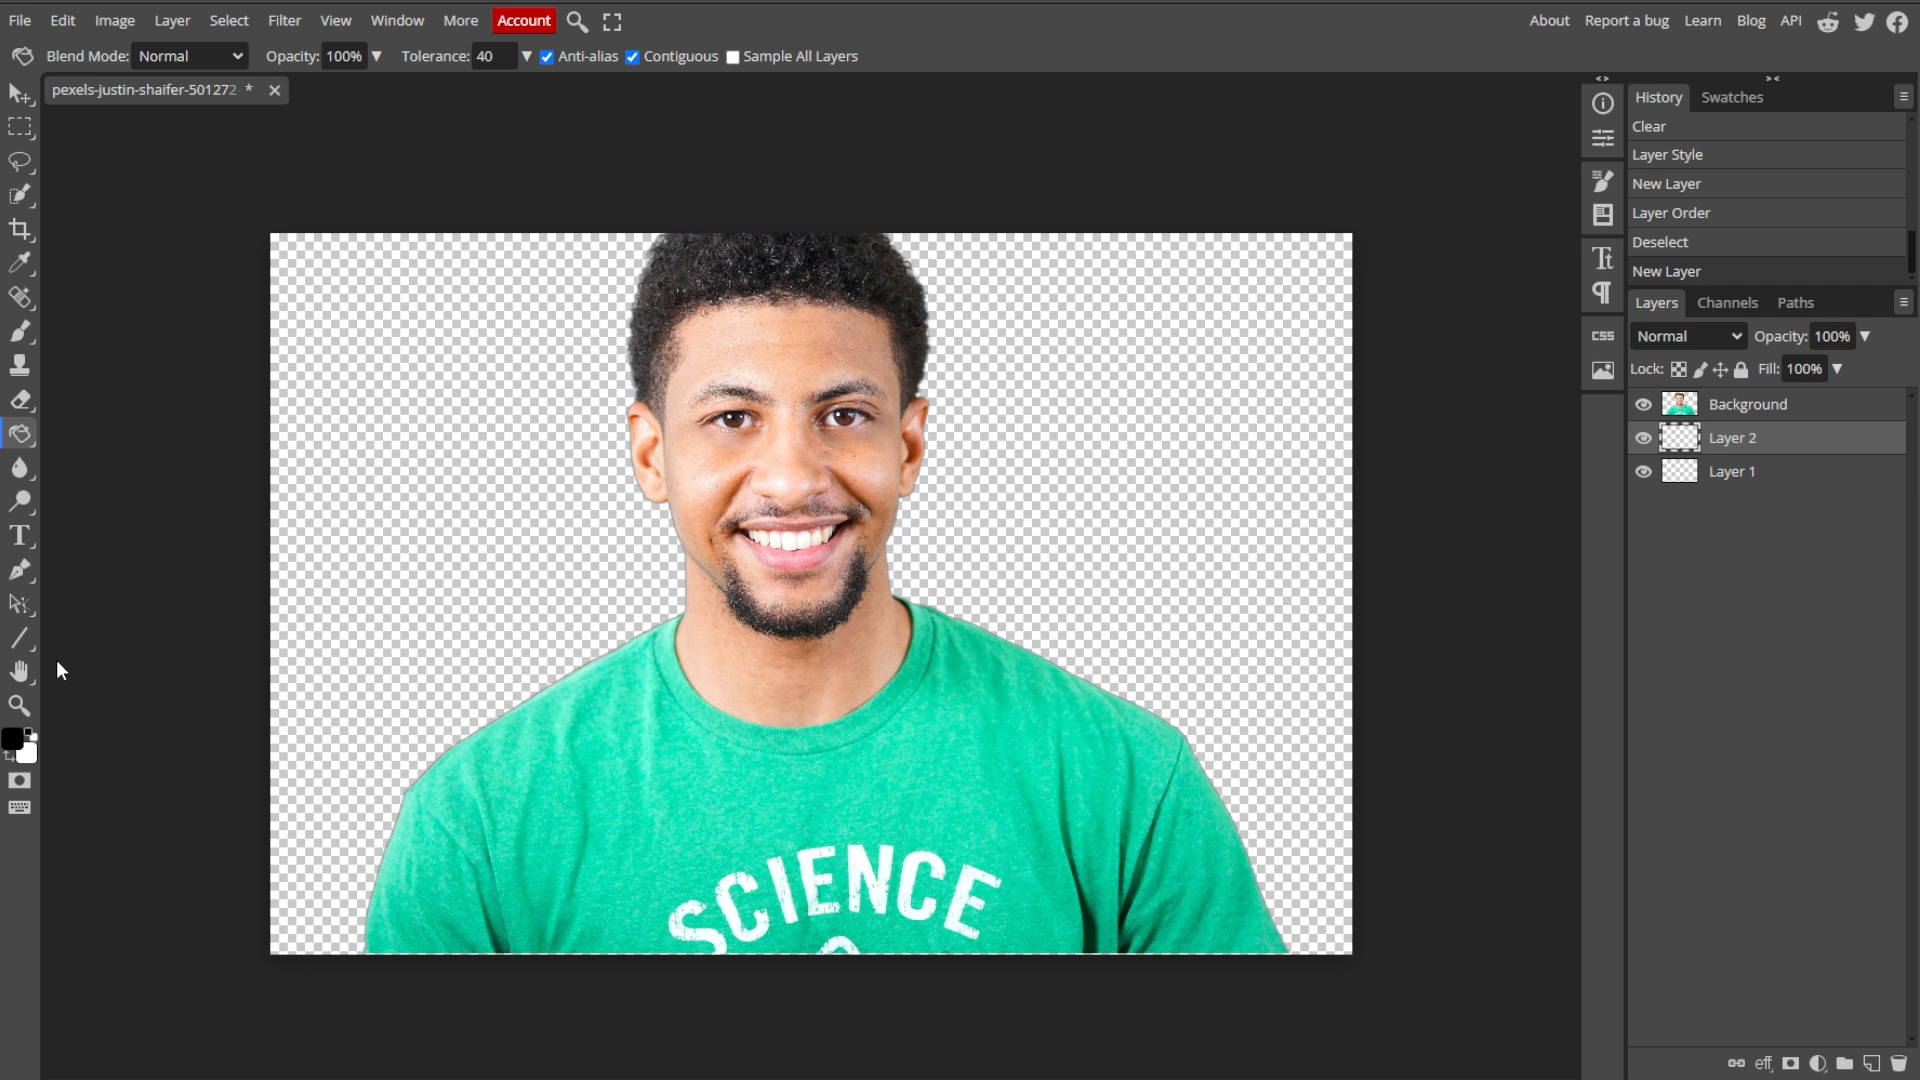 File Edit Image Layer Select Filter View Window More Account About Report a bug Learn Blog API
Blend Mode: Normal Opacity: 100% Tolerance: 40 Anti-alias Contiguous Sample All Layers
pexels-justin-shaifer-501272 *
History Swatches
Clear
Layer Style
New Layer
Layer Order
Deselect
New Layer
Layers Channels Paths
Normal Opacity: 100%
Lock: Fill: 100%
Background
Layer 2
Layer 1
CSS
SCIENCE
eff